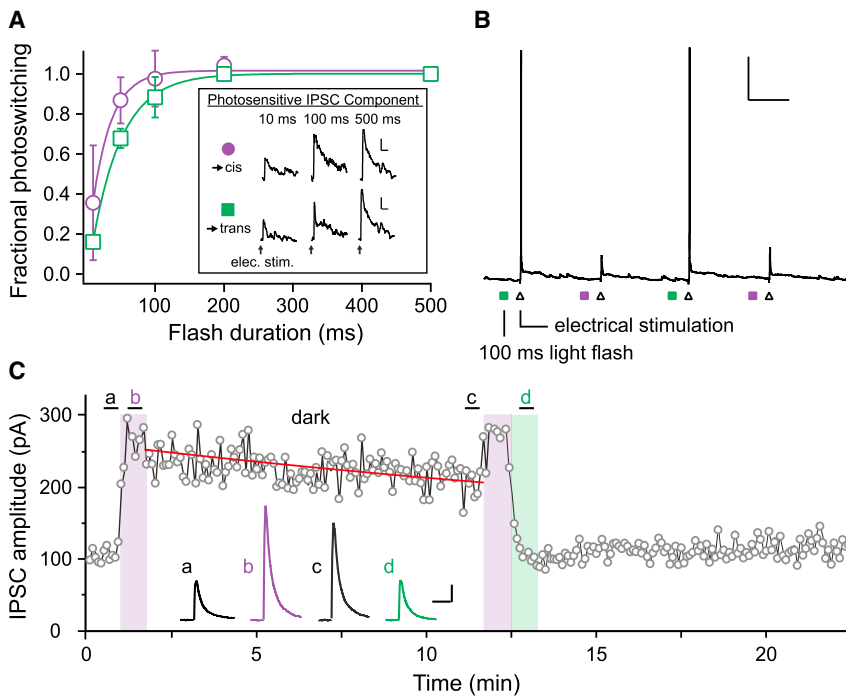 A
Fractional photoswitching
1.0
0.8
0.6
0.4
0.2
0.0
Photosensitive IPSC Component
10 ms 100 ms 500 ms
cis
trans
elec. stim.
100 200 300 400 500
Flash duration (ms)
B
electrical stimulation
100 ms light flash
C
IPSC amplitude (pA)
300
200
100
0
a b dark c d
a b c d
0 5 10 15 20
Time (min)